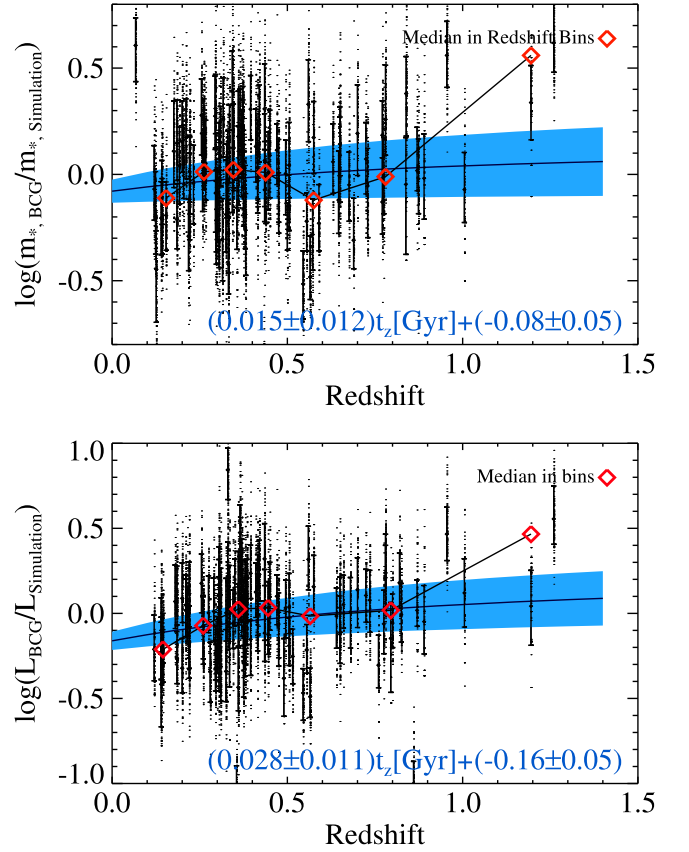 Median in Redshift Bins
0.5
0.0
-0.5
log(m*, BCG/m*, Simulation)
(0.015±0.012)tz[Gyr]+(-0.08±0.05)
0.0 0.5 1.0 1.5
Redshift
1.0
Median in bins
0.5
0.0
-0.5
-1.0
log(LBCG/LSimulation)
(0.028±0.011)tz[Gyr]+(-0.16±0.05)
0.0 0.5 1.0 1.5
Redshift